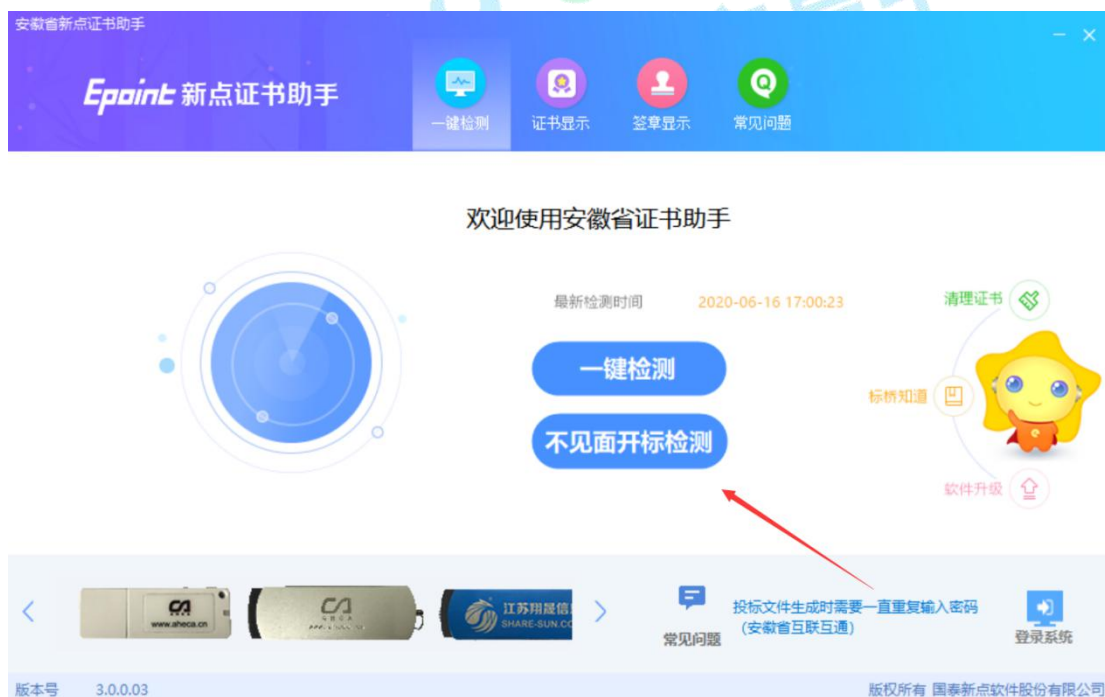 安徽省新点证书助手
Epoint 新点证书助手
一键检测
证书显示
签章显示
常见问题
欢迎使用安徽省证书助手
最新检测时间 2020-06-16 17:00:23
清理证书
一键检测
标桥知道
不见面开标检测
软件升级
www.aheca.cn
江苏翔晟信息
SHARE-SUN.CO
常见问题
投标文件生成时需要一直重复输入密码
(安徽省互联互通)
登录系统
版本号 3.0.0.03
版权所有 国泰新点软件股份有限公司